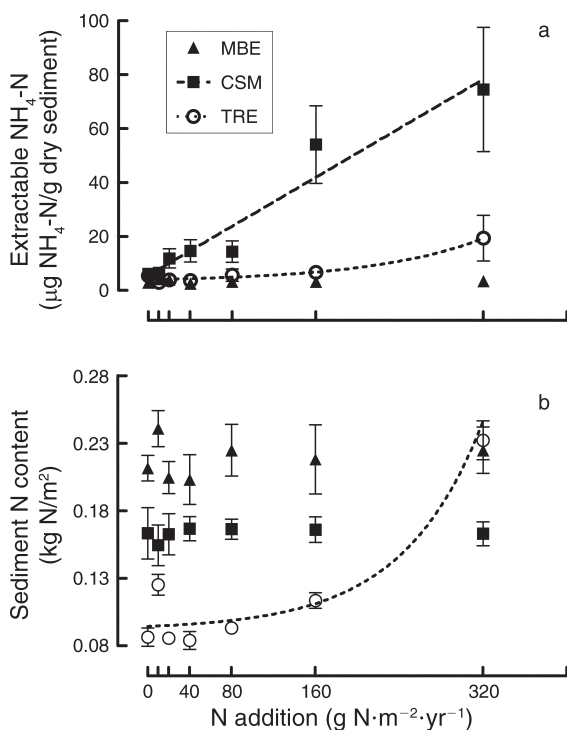 a
100
80
60
40
20
0
Extractable NH₄-N
(μg NH₄-N/g dry sediment)
MBE
CSM
TRE
b
0.28
0.23
0.18
0.13
0.08
Sediment N content
(kg N/m²)
0 40 80 160 320
N addition (g N·m⁻²·yr⁻¹)